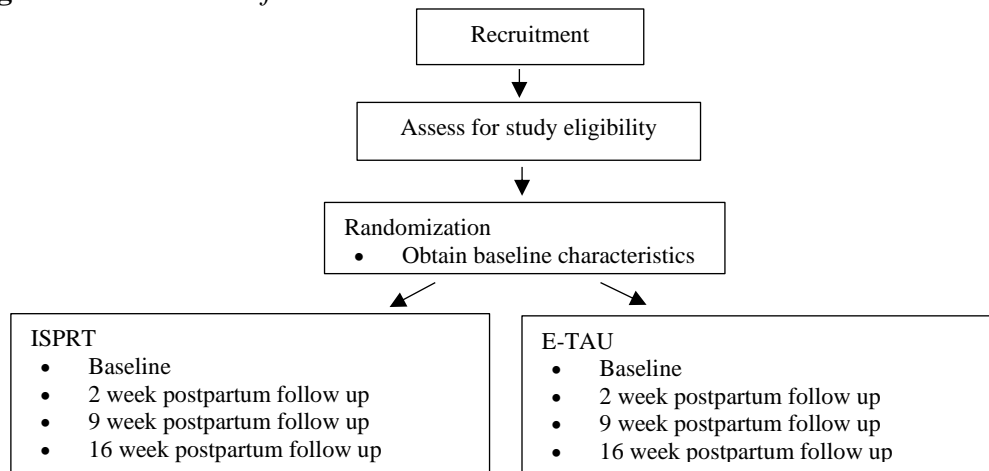 Recruitment
Assess for study eligibility
Randomization
• Obtain baseline characteristics
ISPRT
• Baseline
• 2 week postpartum follow up
• 9 week postpartum follow up
• 16 week postpartum follow up
E-TAU
• Baseline
• 2 week postpartum follow up
• 9 week postpartum follow up
• 16 week postpartum follow up